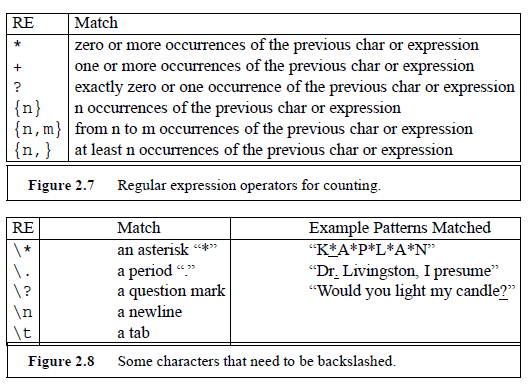 RE Match
* zero or more occurrences of the previous char or expression
+ one or more occurrences of the previous char or expression
? exactly zero or one occurrence of the previous char or expression
{n} n occurrences of the previous char or expression
{n,m} from n to m occurrences of the previous char or expression
{n,} at least n occurrences of the previous char or expression
Figure 2.7 Regular expression operators for counting.
RE Match Example Patterns Matched
\* an asterisk “*” “K*A*P*L*A*N”
\. a period “.” “Dr. Livingston, I presume”
\? a question mark “Would you light my candle?”
\n a newline
\t a tab
Figure 2.8 Some characters that need to be backslashed.